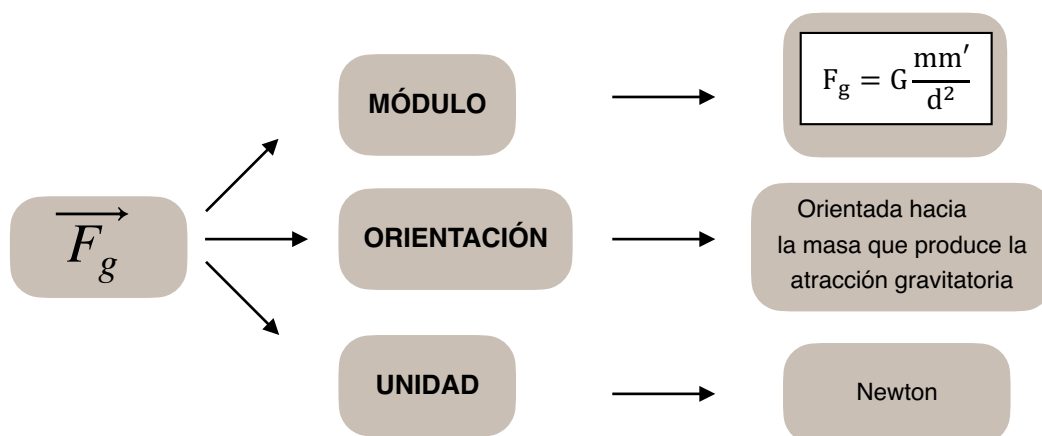 MÓDULO
F_g = G mm′/d²
F_g
ORIENTACIÓN
Orientada hacia
la masa que produce la
atracción gravitatoria
UNIDAD
Newton